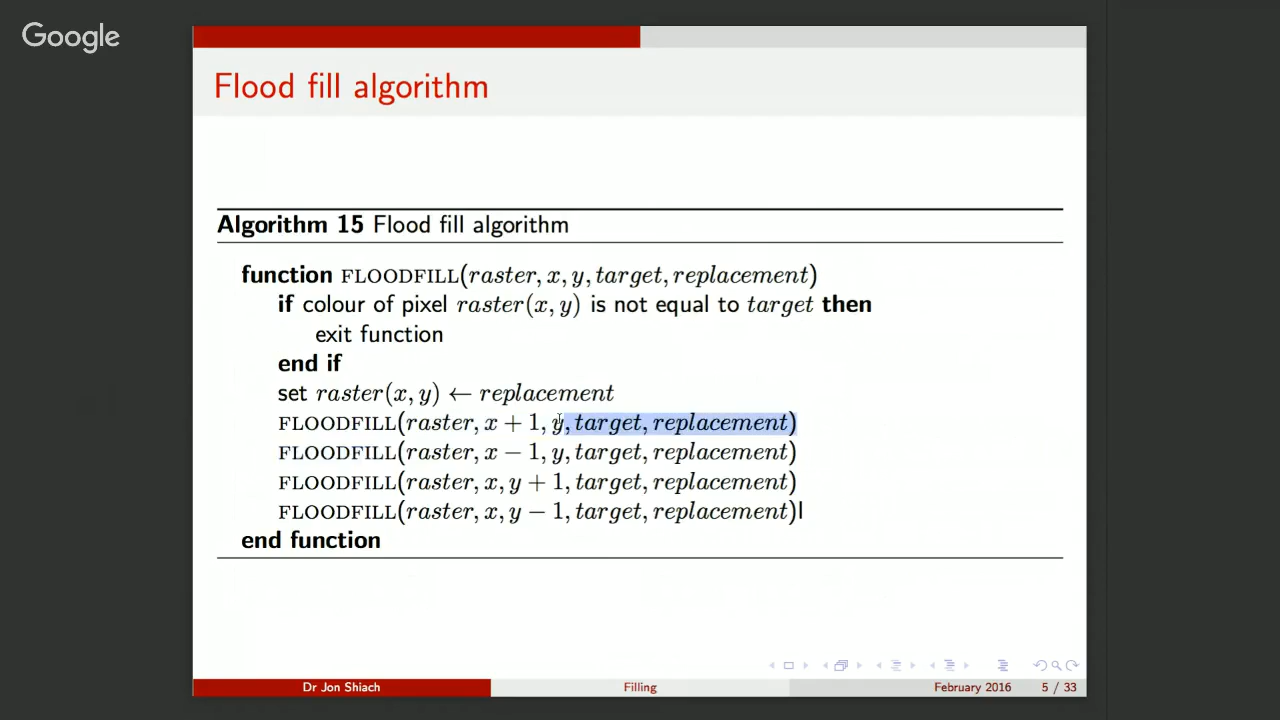 Google
Flood fill algorithm
Algorithm 15 Flood fill algorithm
function FLOODFILL(raster, x, y, target, replacement)
if colour of pixel raster(x, y) is not equal to target then
exit function
end if
set raster(x, y) ← replacement
FLOODFILL(raster, x + 1, y, target, replacement)
FLOODFILL(raster, x − 1, y, target, replacement)
FLOODFILL(raster, x, y + 1, target, replacement)
FLOODFILL(raster, x, y − 1, target, replacement)
end function
Dr Jon Shiach Filling February 2016 5 / 33